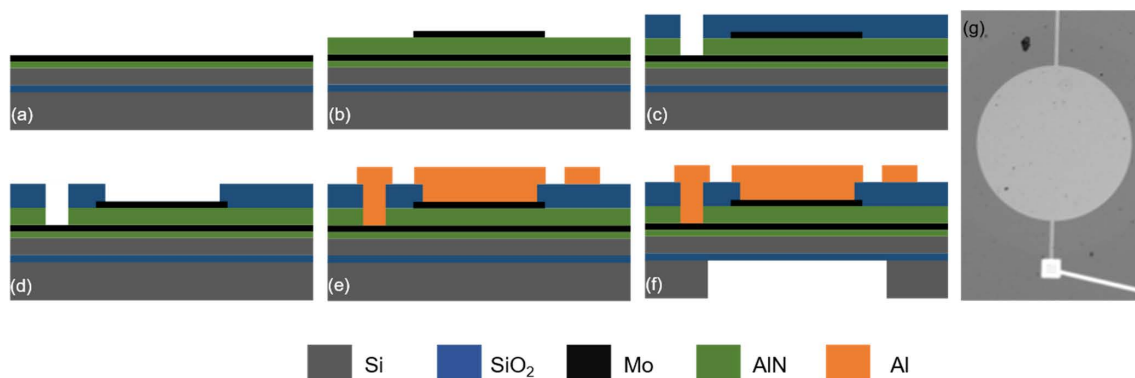 (a)
(b)
(c)
(g)
(d)
(e)
(f)
Si
SiO₂
Mo
AlN
Al